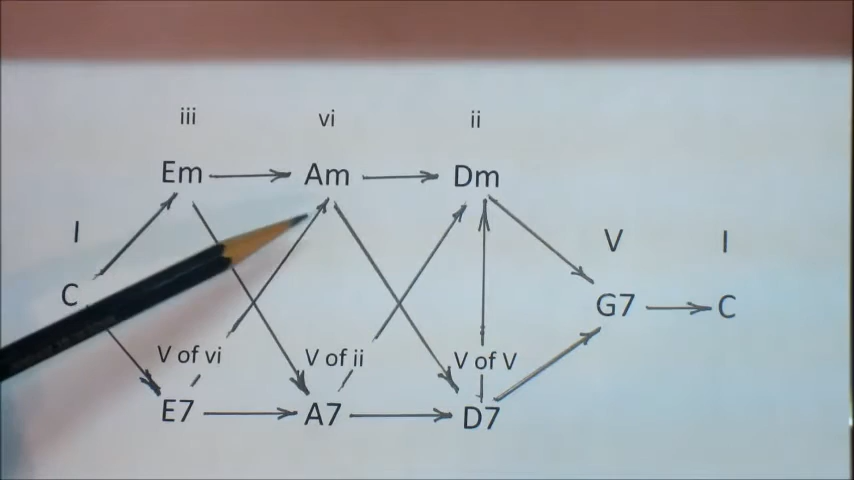 iii vi ii
Em Am Dm
I V I
C G7 C
V of vi V of ii V of V
E7 A7 D7